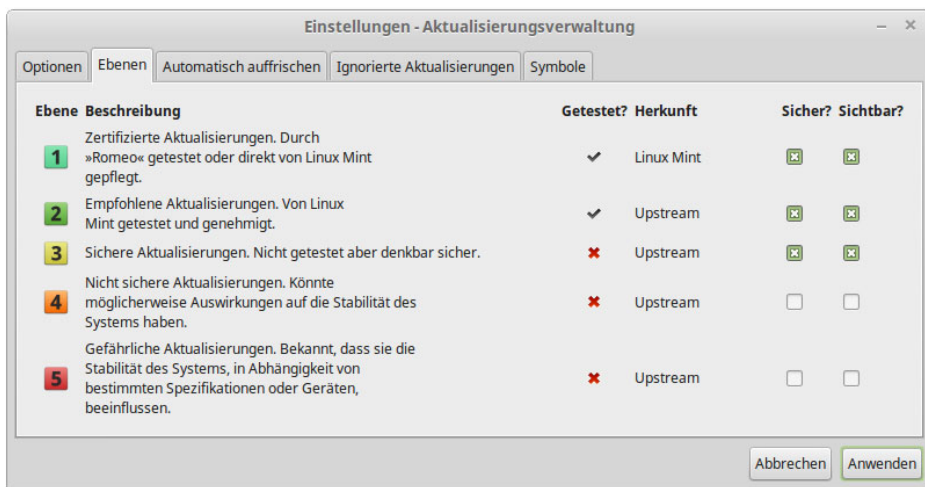 Einstellungen - Aktualisierungsverwaltung
Optionen Ebenen Automatisch auffrischen Ignorierte Aktualisierungen Symbole
Ebene Beschreibung Getestet? Herkunft Sicher? Sichtbar?
1
Zertifizierte Aktualisierungen. Durch
»Romeo« getestet oder direkt von Linux Mint
gepflegt.
Linux Mint
2
Empfohlene Aktualisierungen. Von Linux
Mint getestet und genehmigt.
Upstream
3
Sichere Aktualisierungen. Nicht getestet aber denkbar sicher.
Upstream
4
Nicht sichere Aktualisierungen. Könnte
möglicherweise Auswirkungen auf die Stabilität des
Systems haben.
Upstream
5
Gefährliche Aktualisierungen. Bekannt, dass sie die
Stabilität des Systems, in Abhängigkeit von
bestimmten Spezifikationen oder Geräten,
beeinflussen.
Upstream
Abbrechen Anwenden